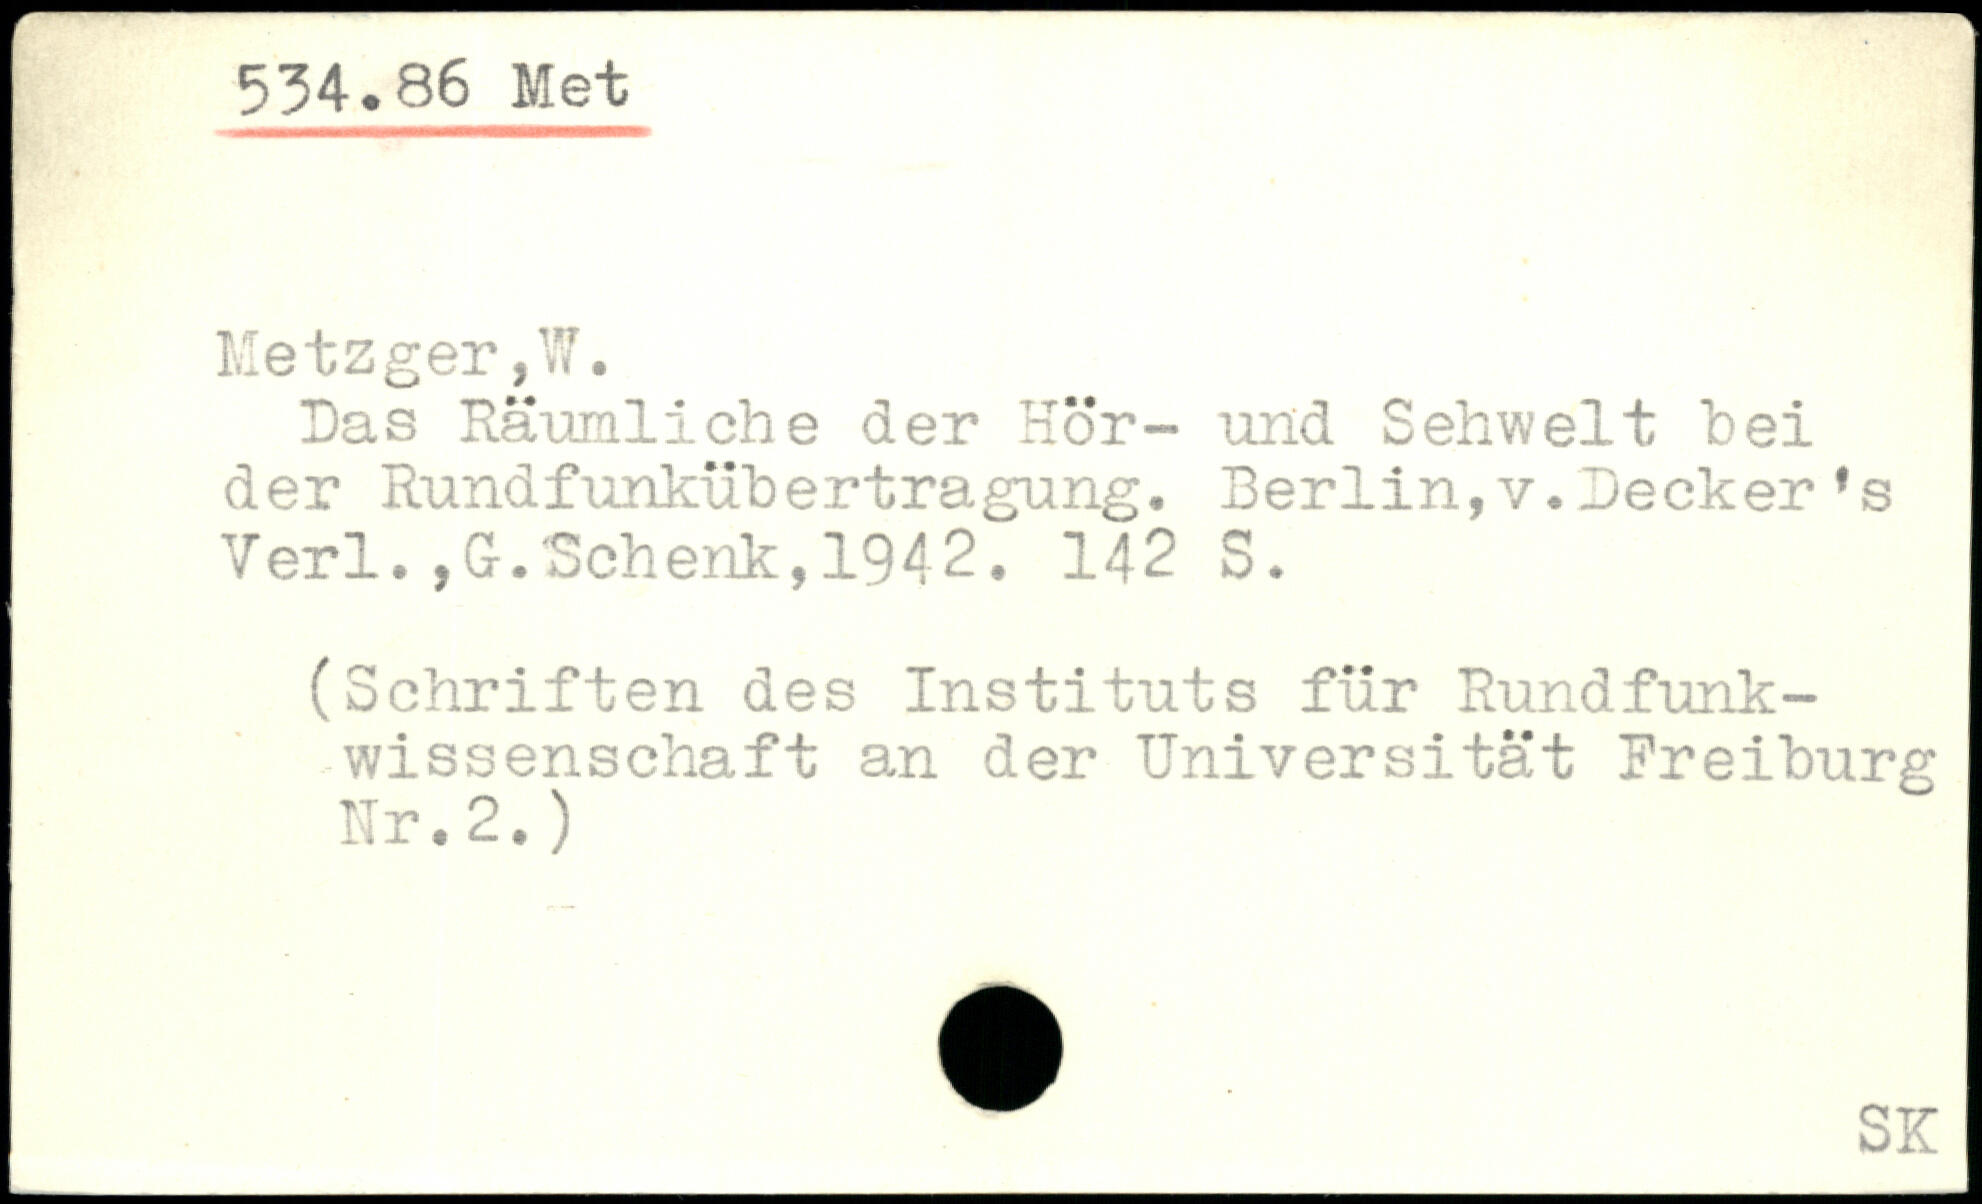 534.86 Met
Metzger,W.
Das Räumliche der Hör- und Sehwelt bei
der Rundfunkübertragung. Berlin,v.Decker's
Verl.,G.Schenk,1942. 142 S.
(Schriften des Instituts für Rundfunk-
wissenschaft an der Universität Freiburg
Nr.2.)
SK